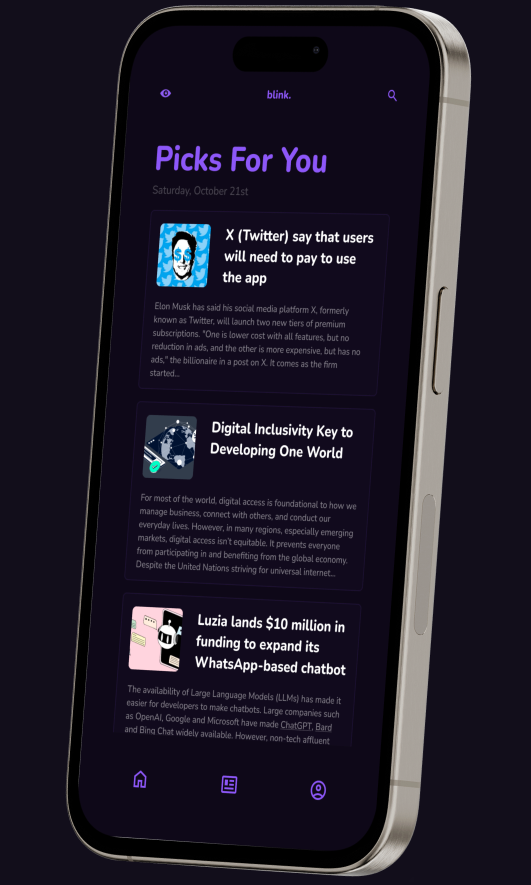 blink.
Picks For You
Saturday, October 21st
X (Twitter) say that users
will need to pay to use
the app
Elon Musk has said his social media platform X, formerly
known as Twitter, will launch two new tiers of premium
subscriptions. "One is lower cost with all features, but no
reduction in ads, and the other is more expensive, but has no
ads," the billionaire in a post on X. It comes as the firm
started...
Digital Inclusivity Key to
Developing One World
For most of the world, digital access is foundational to how we
manage business, connect with others, and conduct our
everyday lives. However, in many regions, especially emerging
markets, digital access isn't equitable. It prevents everyone
from participating in and benefiting from the global economy.
Despite the United Nations striving for universal internet...
Luzia lands $10 million in
funding to expand its
WhatsApp-based chatbot
The availability of Large Language Models (LLMs) has made it
easier for developers to make chatbots. Large companies such
as OpenAI, Google and Microsoft have made ChatGPT, Bard
and Bing Chat widely available. However, non-tech affluent